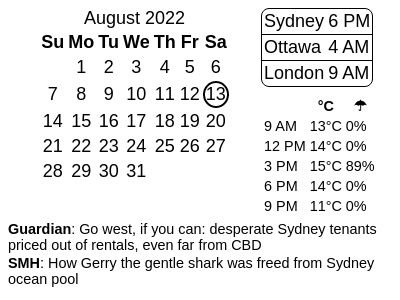 August 2022
Su Mo Tu We Th Fr Sa
1 2 3 4 5 6
7 8 9 10 11 12 13
14 15 16 17 18 19 20
21 22 23 24 25 26 27
28 29 30 31
Sydney 6 PM
Ottawa 4 AM
London 9 AM
°C ☂
9 AM 13°C 0%
12 PM 14°C 0%
3 PM 15°C 89%
6 PM 14°C 0%
9 PM 11°C 0%
Guardian: Go west, if you can: desperate Sydney tenants
priced out of rentals, even far from CBD
SMH: How Gerry the gentle shark was freed from Sydney
ocean pool